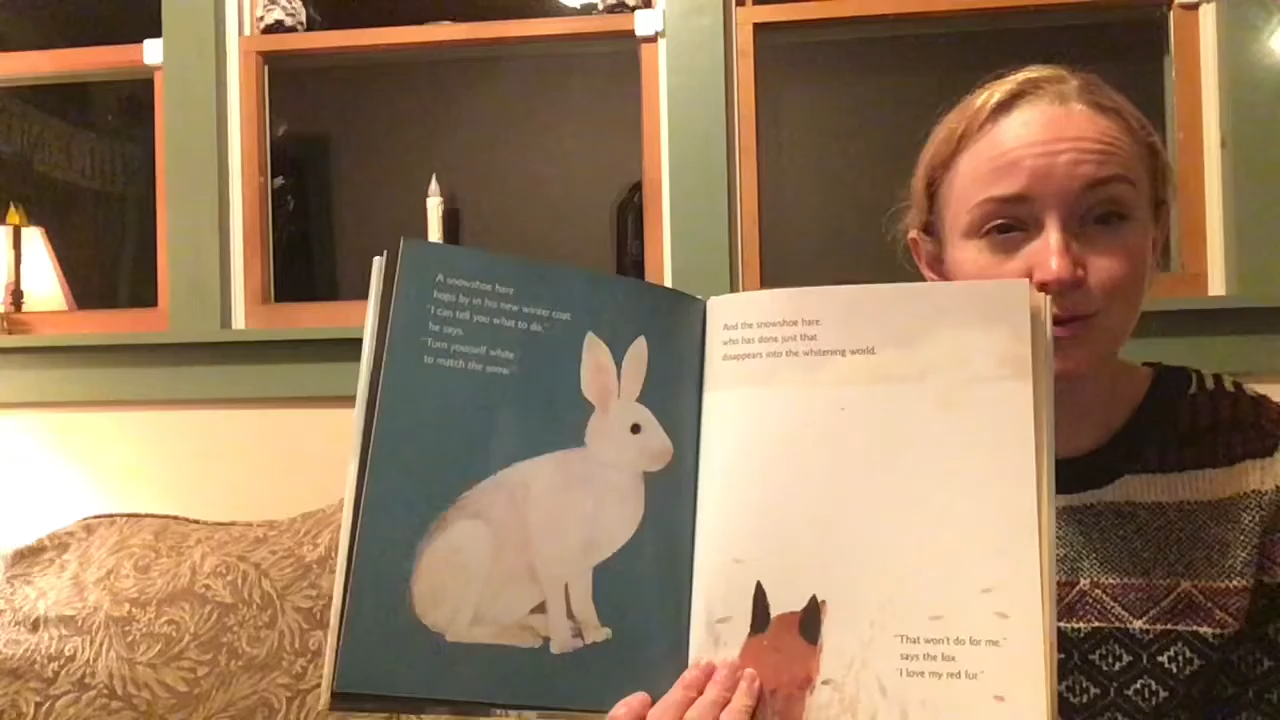 A snowshoe hare
hops by in his new winter coat.
"I can tell you what to do,"
he says.
"Turn yourself white
to match the snow."
And the snowshoe hare,
who has done just that
disappears into the whitening world.
"That won't do for me,"
says the fox.
"I love my red fur."